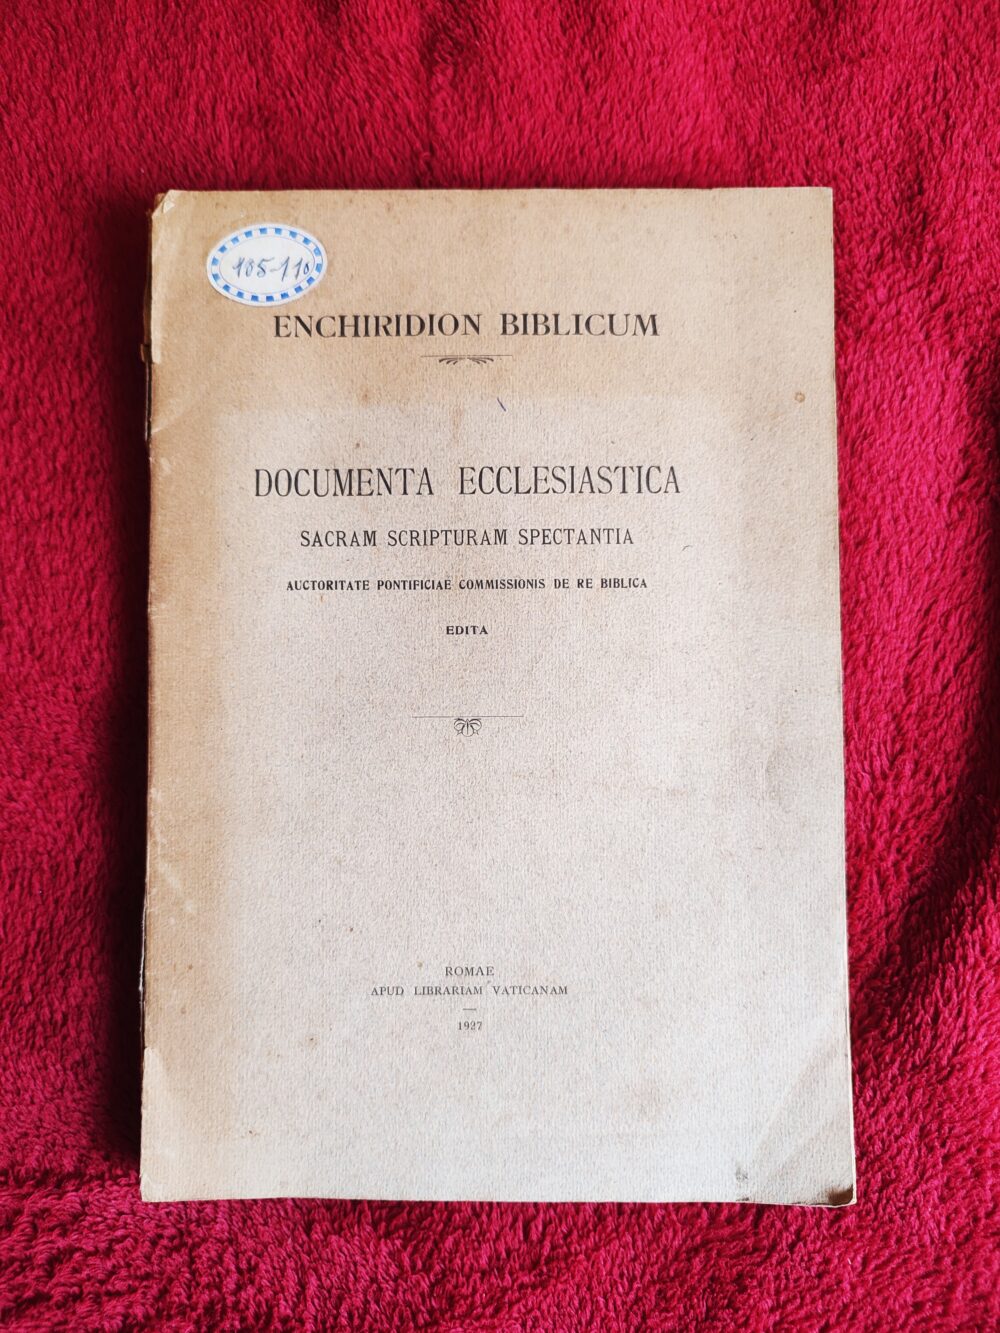 105-110
ENCHIRIDION BIBLICUM
DOCUMENTA ECCLESIASTICA
SACRAM SCRIPTURAM SPECTANTIA
AUCTORITATE PONTIFICIAE COMMISSIONIS DE RE BIBLICA
EDITA
ROMAE
APUD LIBRARIAM VATICANAM
1927